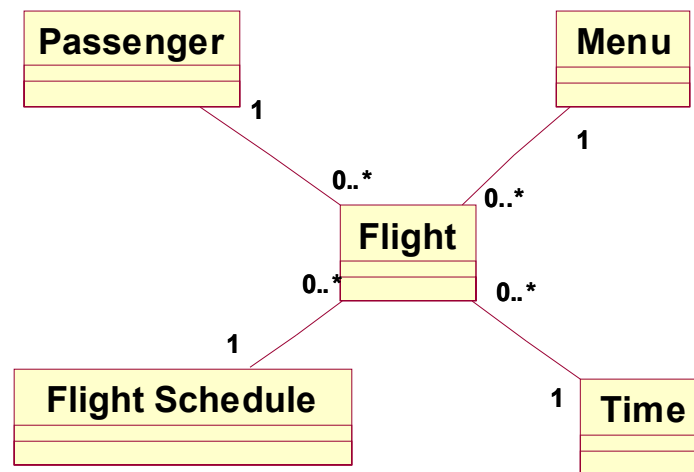 Passenger
Menu
1
1
0..*
0..*
Flight
0..*
0..*
1
Flight Schedule
1
Time